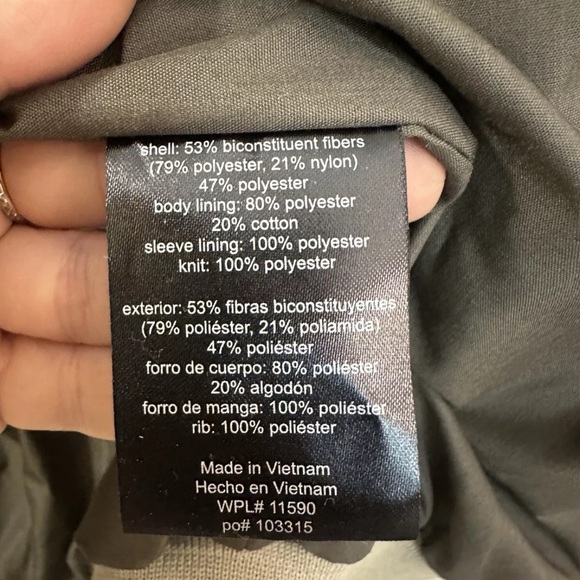 shell: 53% biconstituent fibers
(79% polyester, 21% nylon)
47% polyester
body lining: 80% polyester
20% cotton
sleeve lining: 100% polyester
knit: 100% polyester
exterior: 53% fibras biconstituyentes
(79% poliéster, 21% poliamida)
47% poliéster
forro de cuerpo: 80% poliéster
20% algodón
forro de manga: 100% poliéster
rib: 100% poliéster
Made in Vietnam
Hecho en Vietnam
WPL# 11590
po# 103315